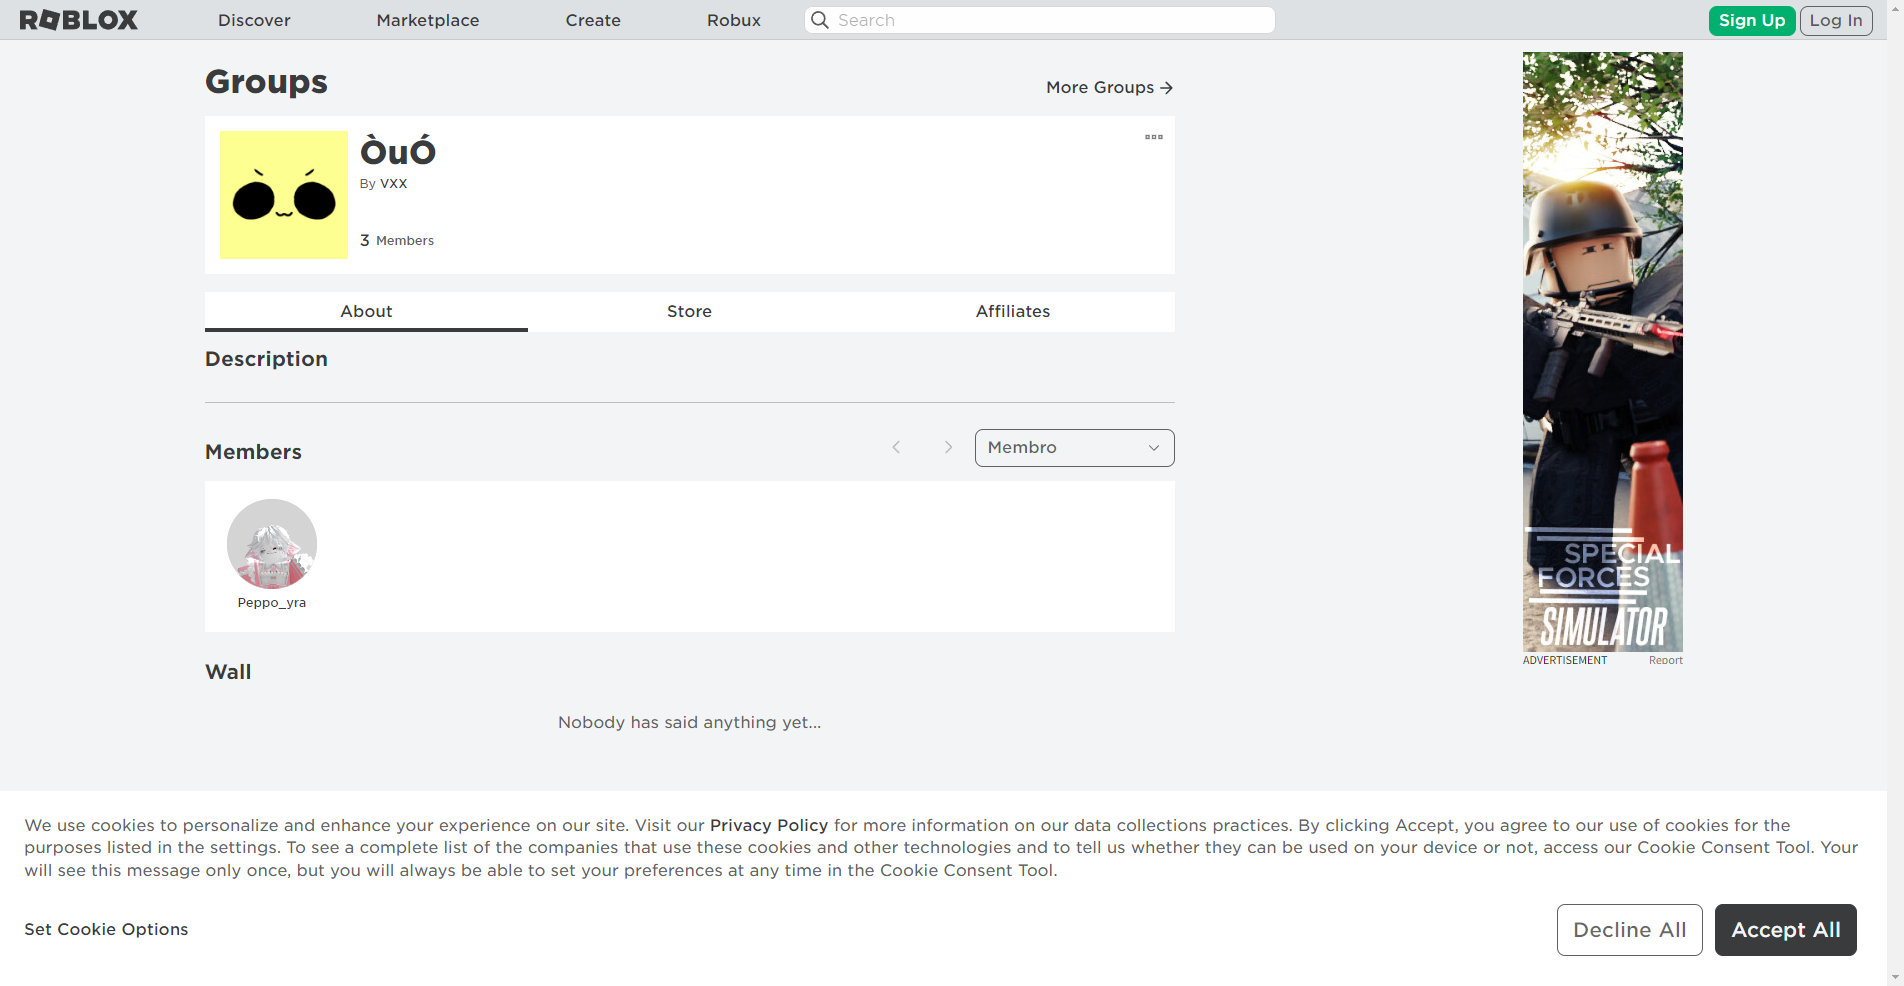 ROBLOX
Discover
Marketplace
Create
Robux
Search
Sign Up
Log In
Groups
More Groups
ÒuÓ
By VXX
3 Members
About
Store
Affiliates
Description
Members
Membro
Peppo_yra
Wall
Nobody has said anything yet...
SPECIAL
FORCES
SIMULATOR
ADVERTISEMENT
Report
We use cookies to personalize and enhance your experience on our site. Visit our Privacy Policy for more information on our data collections practices. By clicking Accept, you agree to our use of cookies for the
purposes listed in the settings. To see a complete list of the companies that use these cookies and other technologies and to tell us whether they can be used on your device or not, access our Cookie Consent Tool. Your
will see this message only once, but you will always be able to set your preferences at any time in the Cookie Consent Tool.
Set Cookie Options
Decline All
Accept All